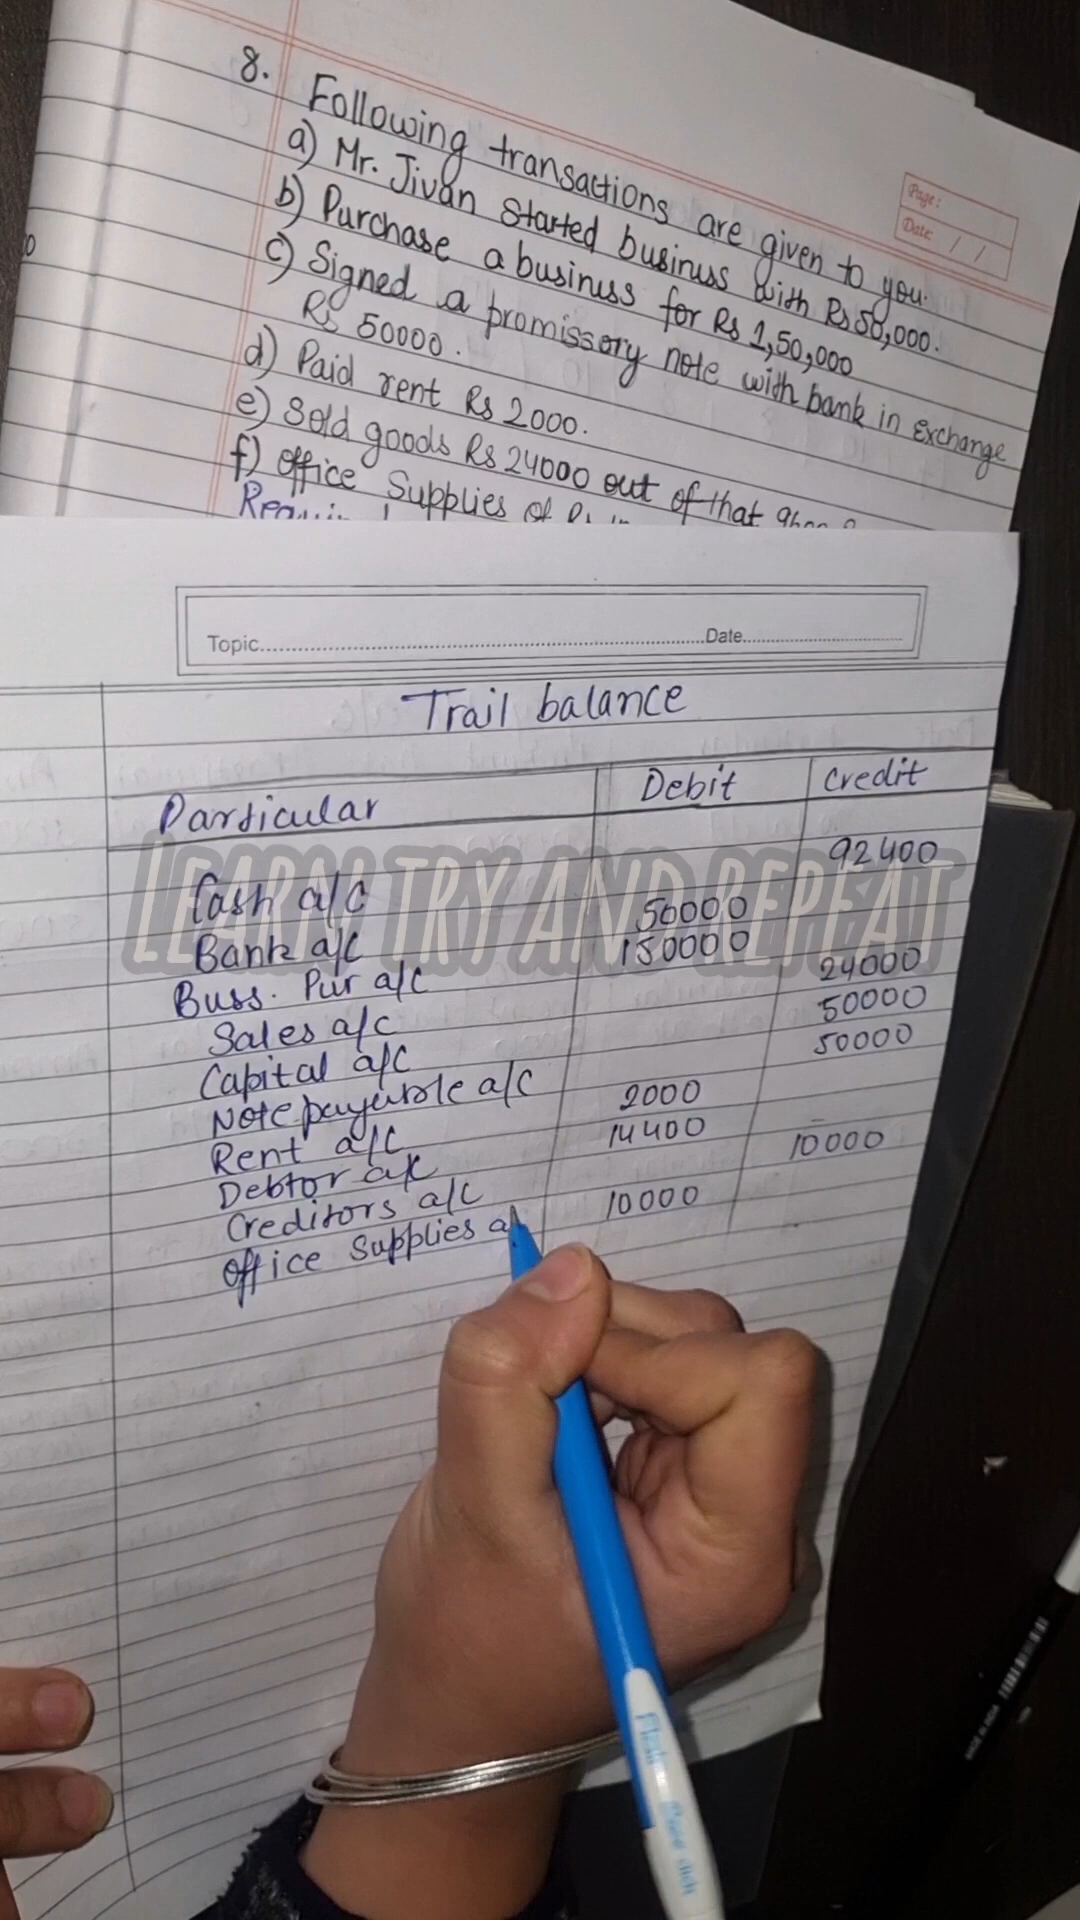 8. Following transactions are given to you.
a) Mr. Jivan started business with Rs 50,000.
b) Purchase a business for Rs 1,50,000
c) Signed a promissory note with bank in exchange
Rs 50000.
d) Paid rent Rs 2000.
e) Sold goods Rs 24000 out of that
f) office Supplies of
Page:
Date: / /
Topic Date
Trail balance
Particular Debit Credit
Cash a/c 92400
Bank a/c 50000
Buss. Pur a/c 150000
Sales a/c 24000
Capital a/c 50000
Note payable a/c 50000
Rent a/c 2000
Debtor a/c 14400
Creditors a/c 10000
office Supplies a 10000
LEARN TRY AND REPEAT
MADE IN INDIA